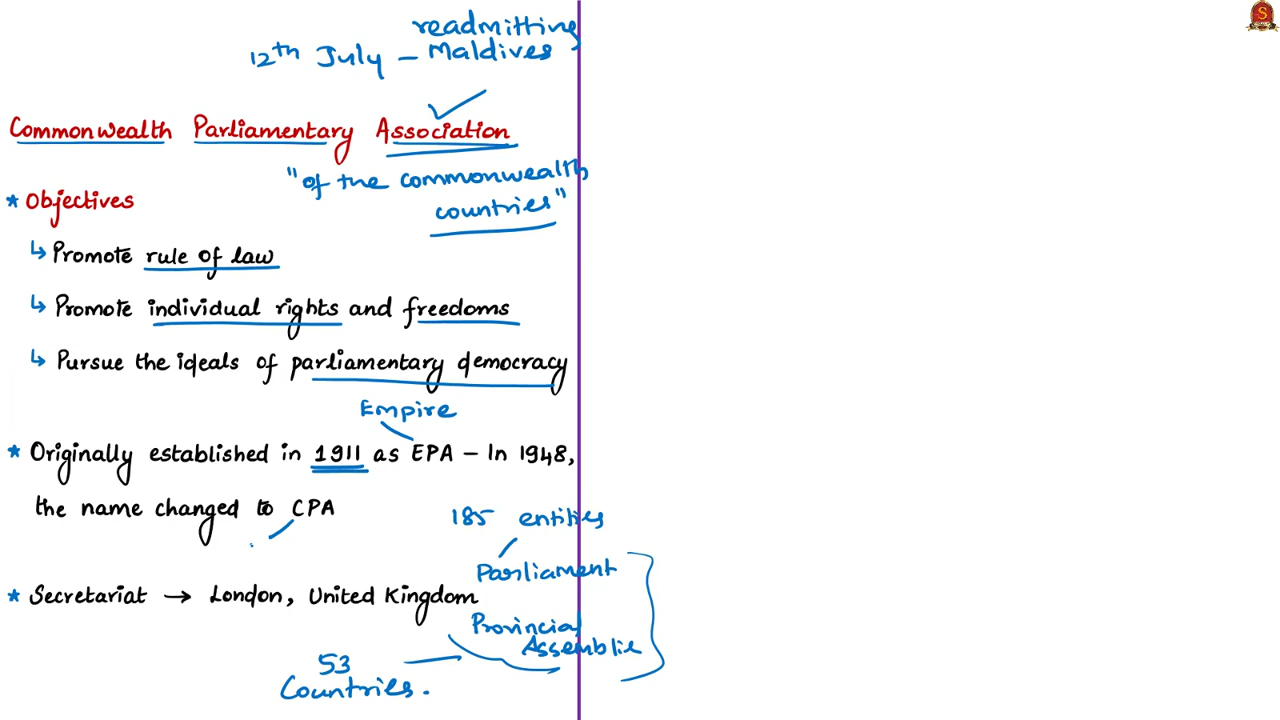 readmitting
12th July - Maldives
Commonwealth Parliamentary Association
"of the commonwealth
countries"
* Objectives
↳ Promote rule of law
↳ Promote individual rights and freedoms
↳ Pursue the ideals of parliamentary democracy
Empire
* Originally established in 1911 as EPA – In 1948,
the name changed to CPA
185 entities
Parliament
* Secretariat → London, United Kingdom
Provincial
Assemblie
53
Countries.